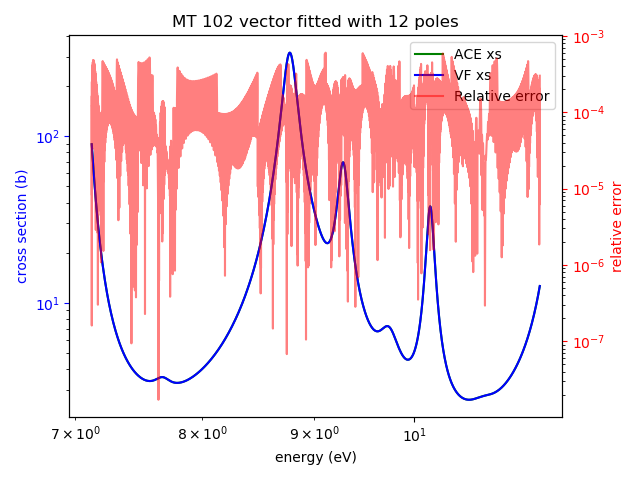 MT 102 vector fitted with 12 poles
ACE xs
VF xs
Relative error
cross section (b)
10²
10¹
relative error
10⁻³
10⁻⁴
10⁻⁵
10⁻⁶
10⁻⁷
7 × 10⁰ 8 × 10⁰ 9 × 10⁰ 10¹
energy (eV)